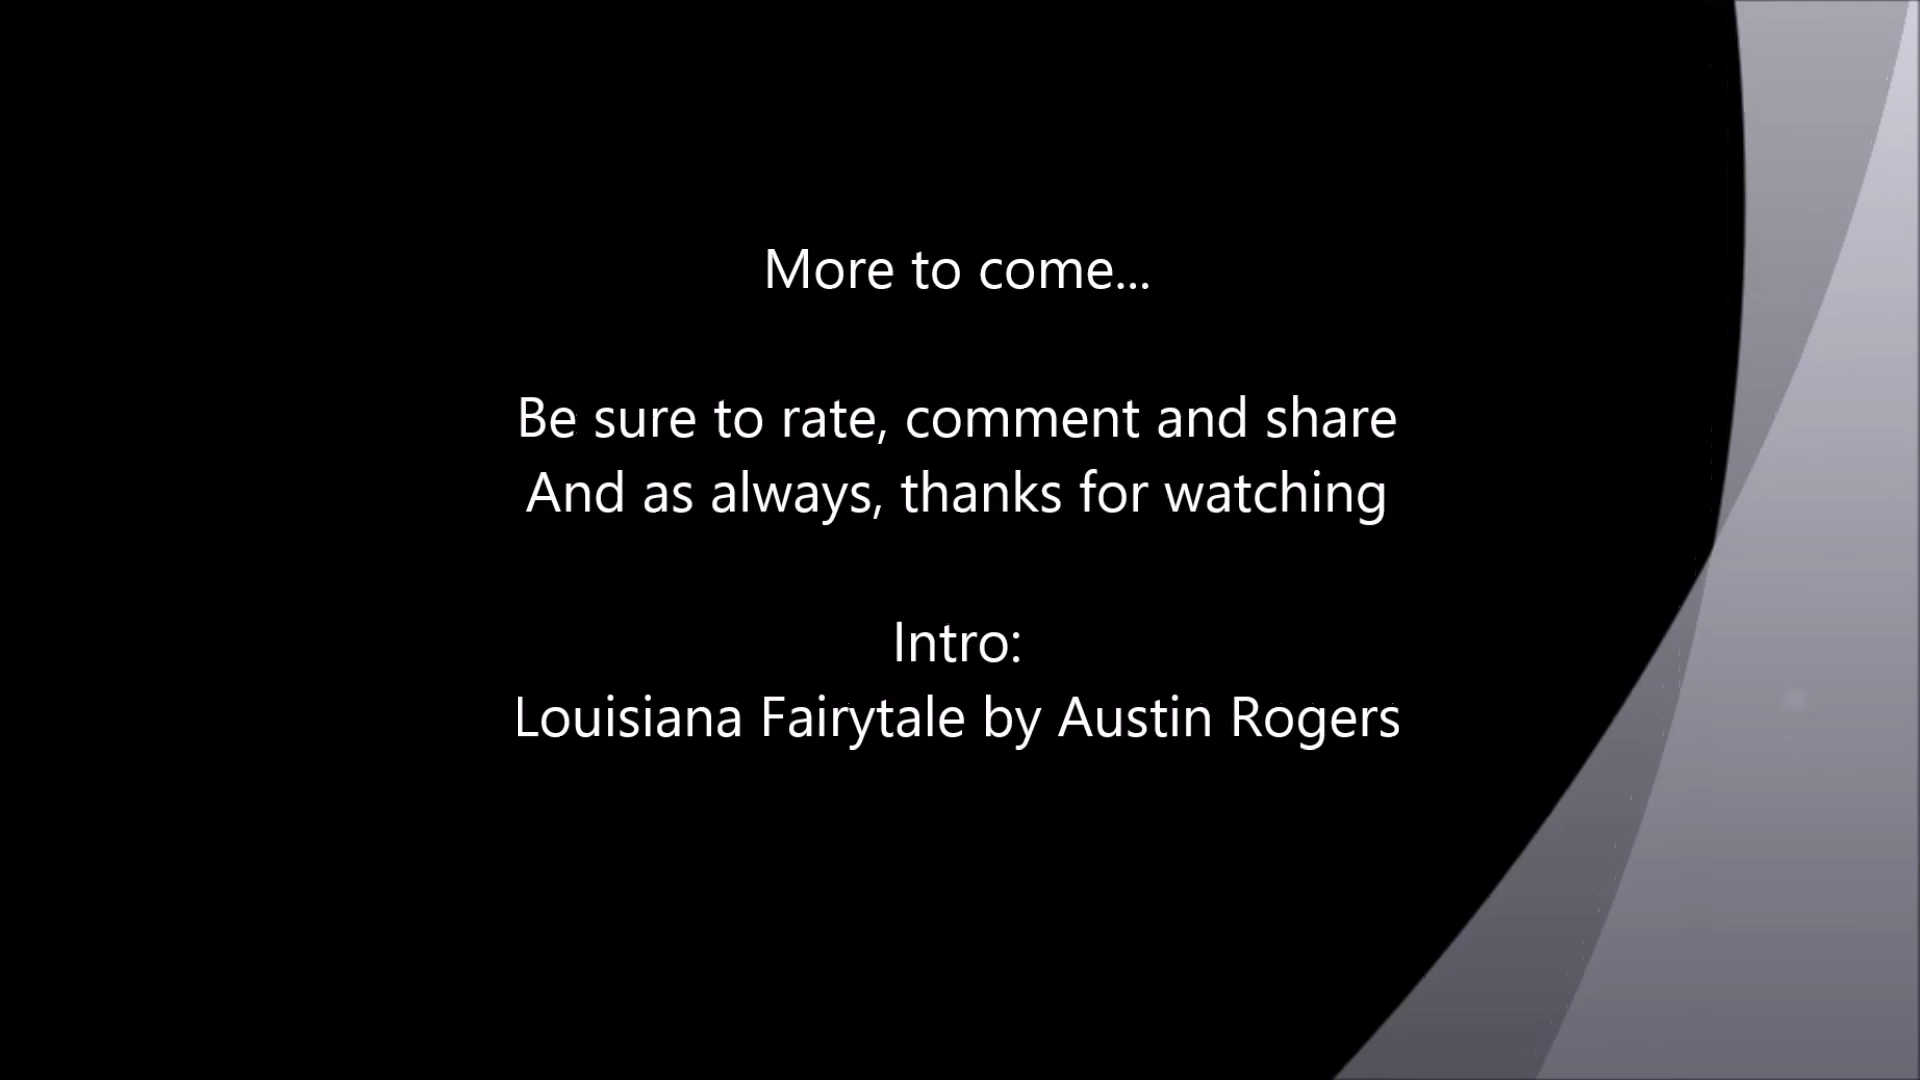 More to come...
Be sure to rate, comment and share
And as always, thanks for watching
Intro:
Louisiana Fairytale by Austin Rogers